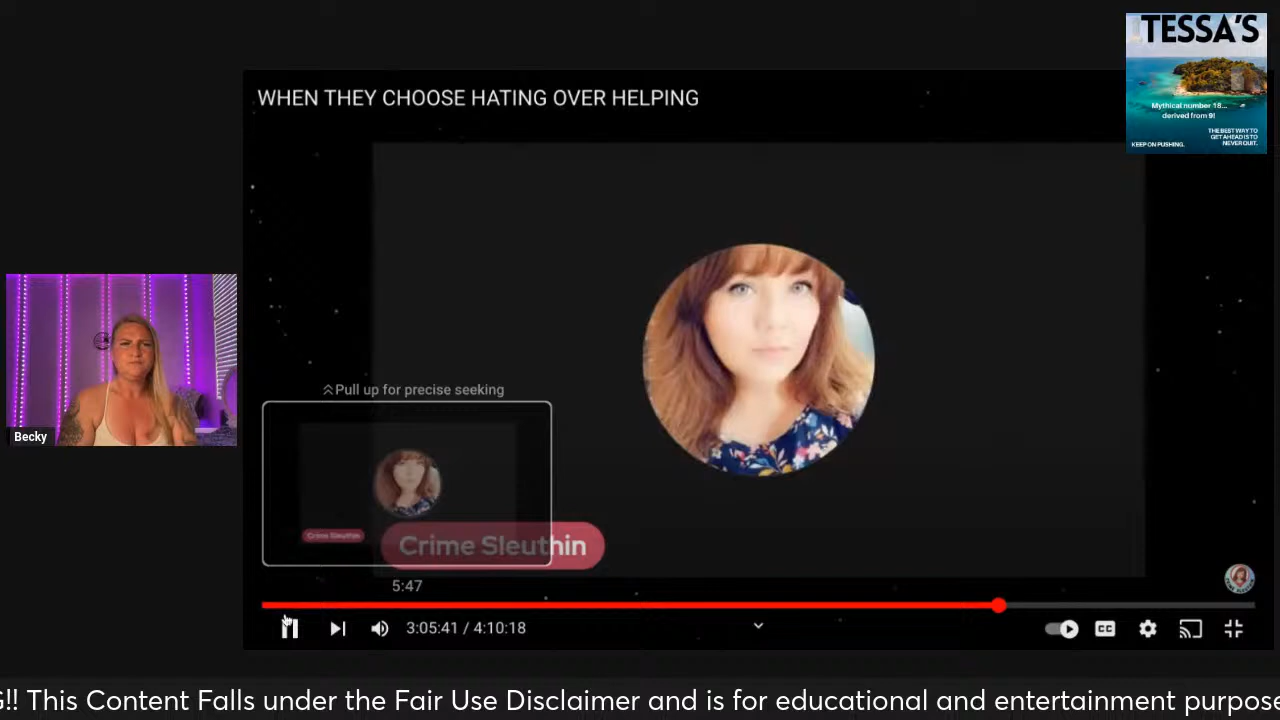 TESSA'S
Mythical number 18...
derived from 9!
THE BEST WAY TO
GET AHEAD IS TO
NEVER QUIT.
KEEP ON PUSHING.
WHEN THEY CHOOSE HATING OVER HELPING
Becky
Pull up for precise seeking
Crime Sleuthin
Crime Sleuthin
5:47
3:05:41 / 4:10:18
CC
!! This Content Falls under the Fair Use Disclaimer and is for educational and entertainment purpose